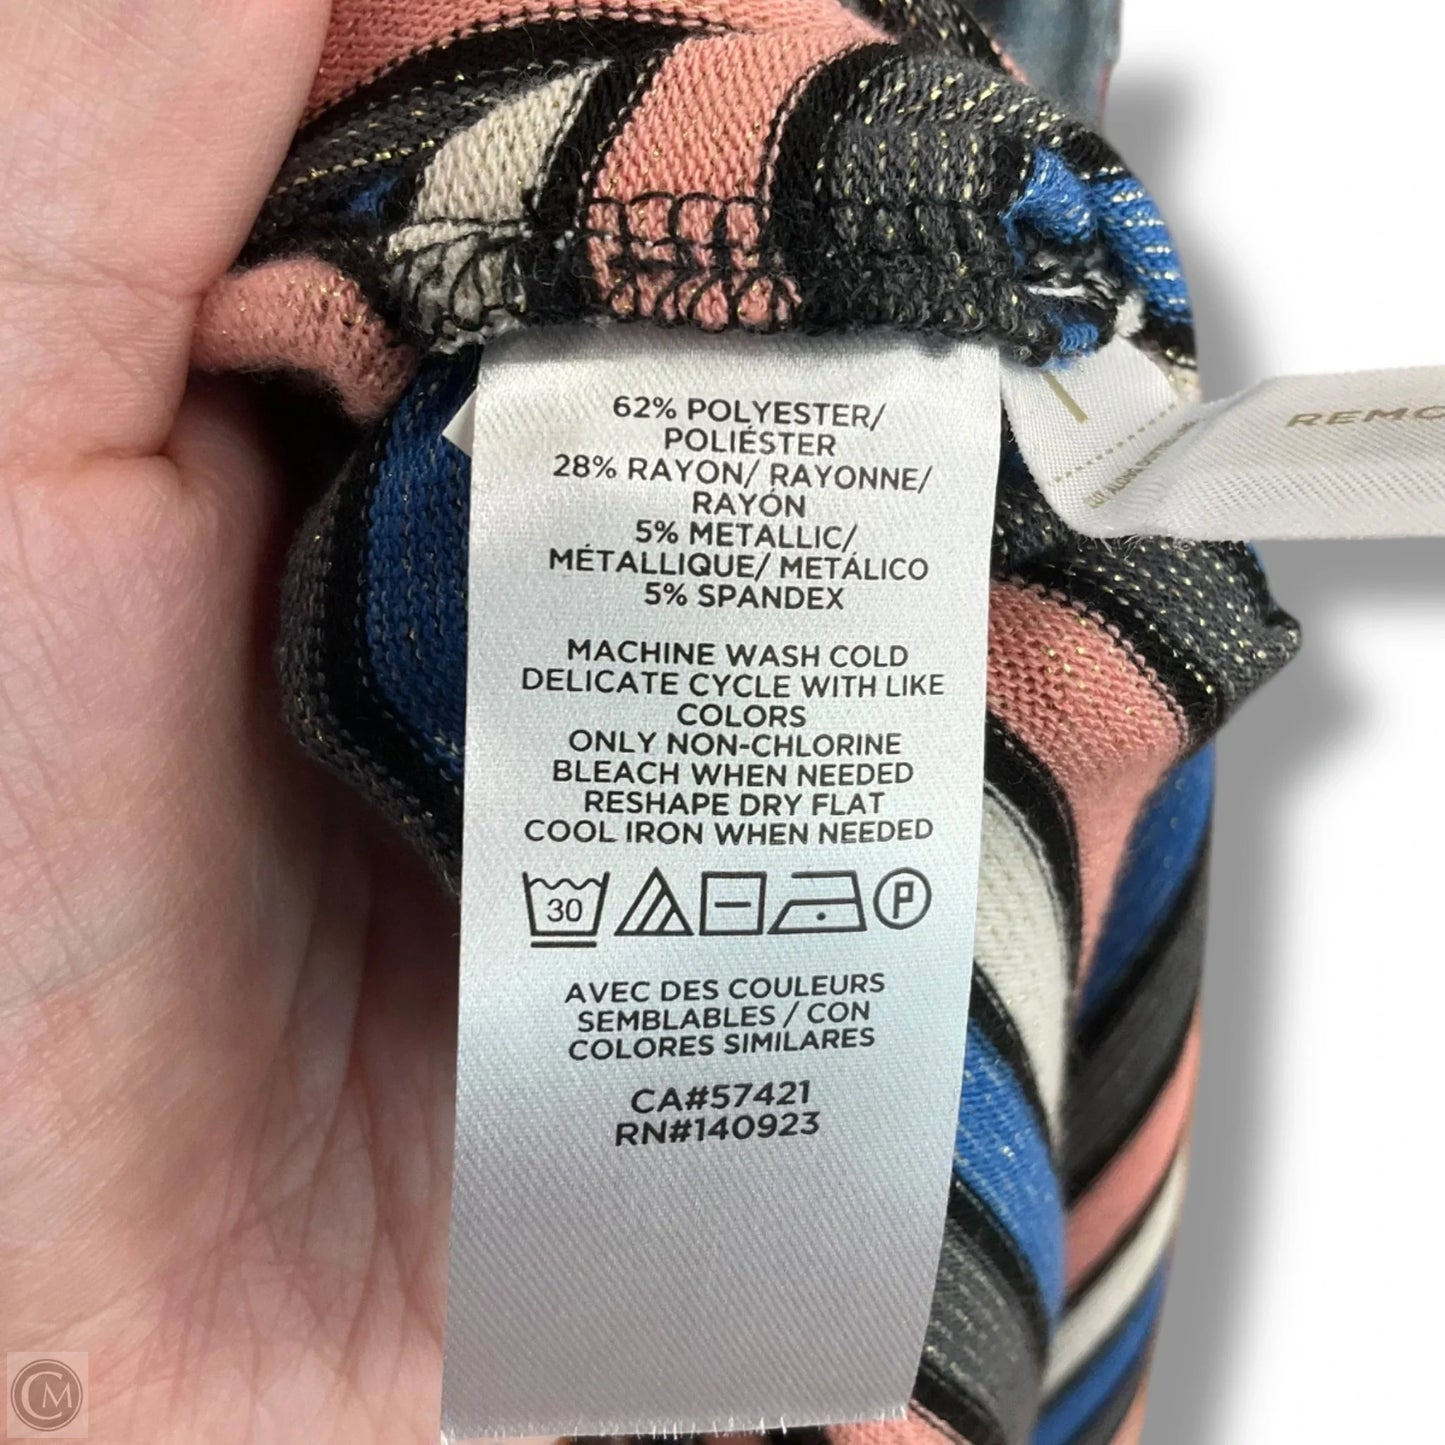 62% POLYESTER/
POLIÉSTER
28% RAYON/ RAYONNE/
RAYÓN
5% METALLIC/
MÉTALLIQUE/ METÁLICO
5% SPANDEX
MACHINE WASH COLD
DELICATE CYCLE WITH LIKE
COLORS
ONLY NON-CHLORINE
BLEACH WHEN NEEDED
RESHAPE DRY FLAT
COOL IRON WHEN NEEDED
30
P
AVEC DES COULEURS
SEMBLABLES / CON
COLORES SIMILARES
CA#57421
RN#140923
CM